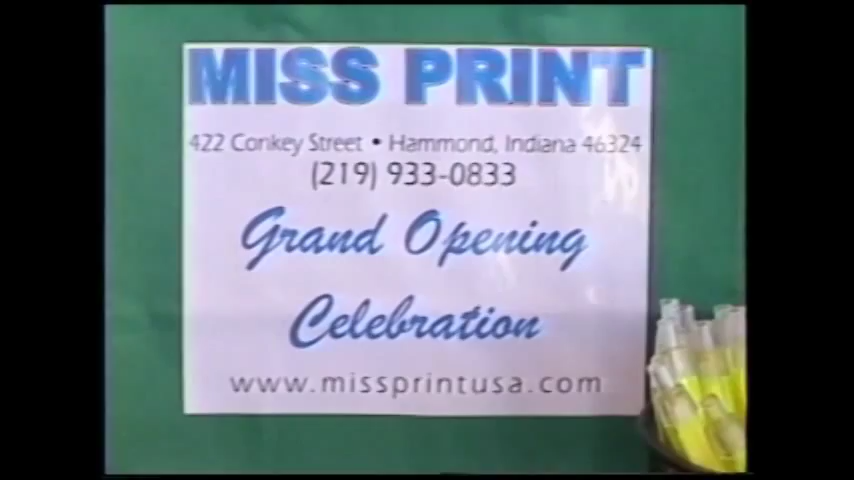 MISS PRINT
422 Conkey Street • Hammond, Indiana 46324
(219) 933-0833
Grand Opening
Celebration
www.missprintusa.com